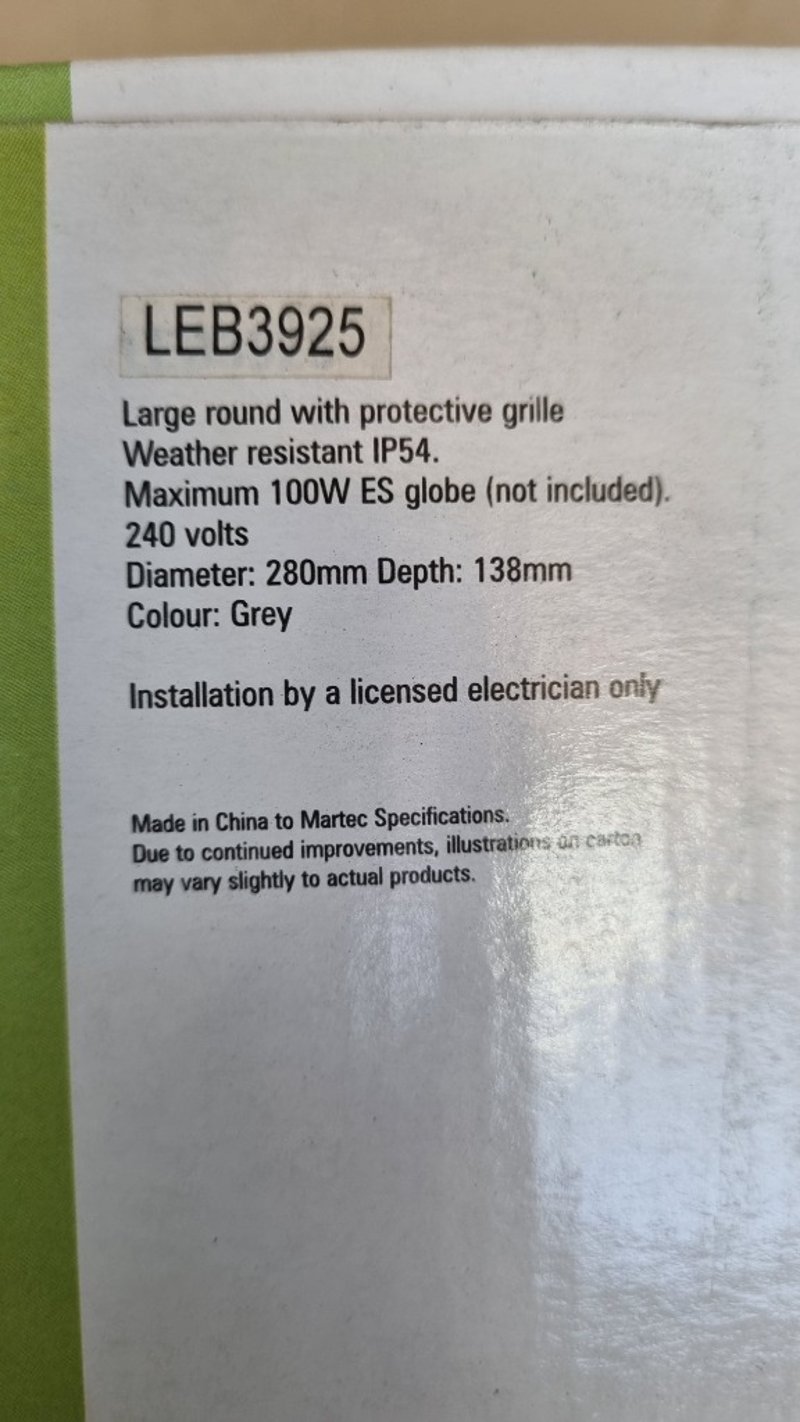 LEB3925
Large round with protective grille
Weather resistant IP54.
Maximum 100W ES globe (not included).
240 volts
Diameter: 280mm Depth: 138mm
Colour: Grey
Installation by a licensed electrician only
Made in China to Martec Specifications.
Due to continued improvements, illustrations on carton
may vary slightly to actual products.